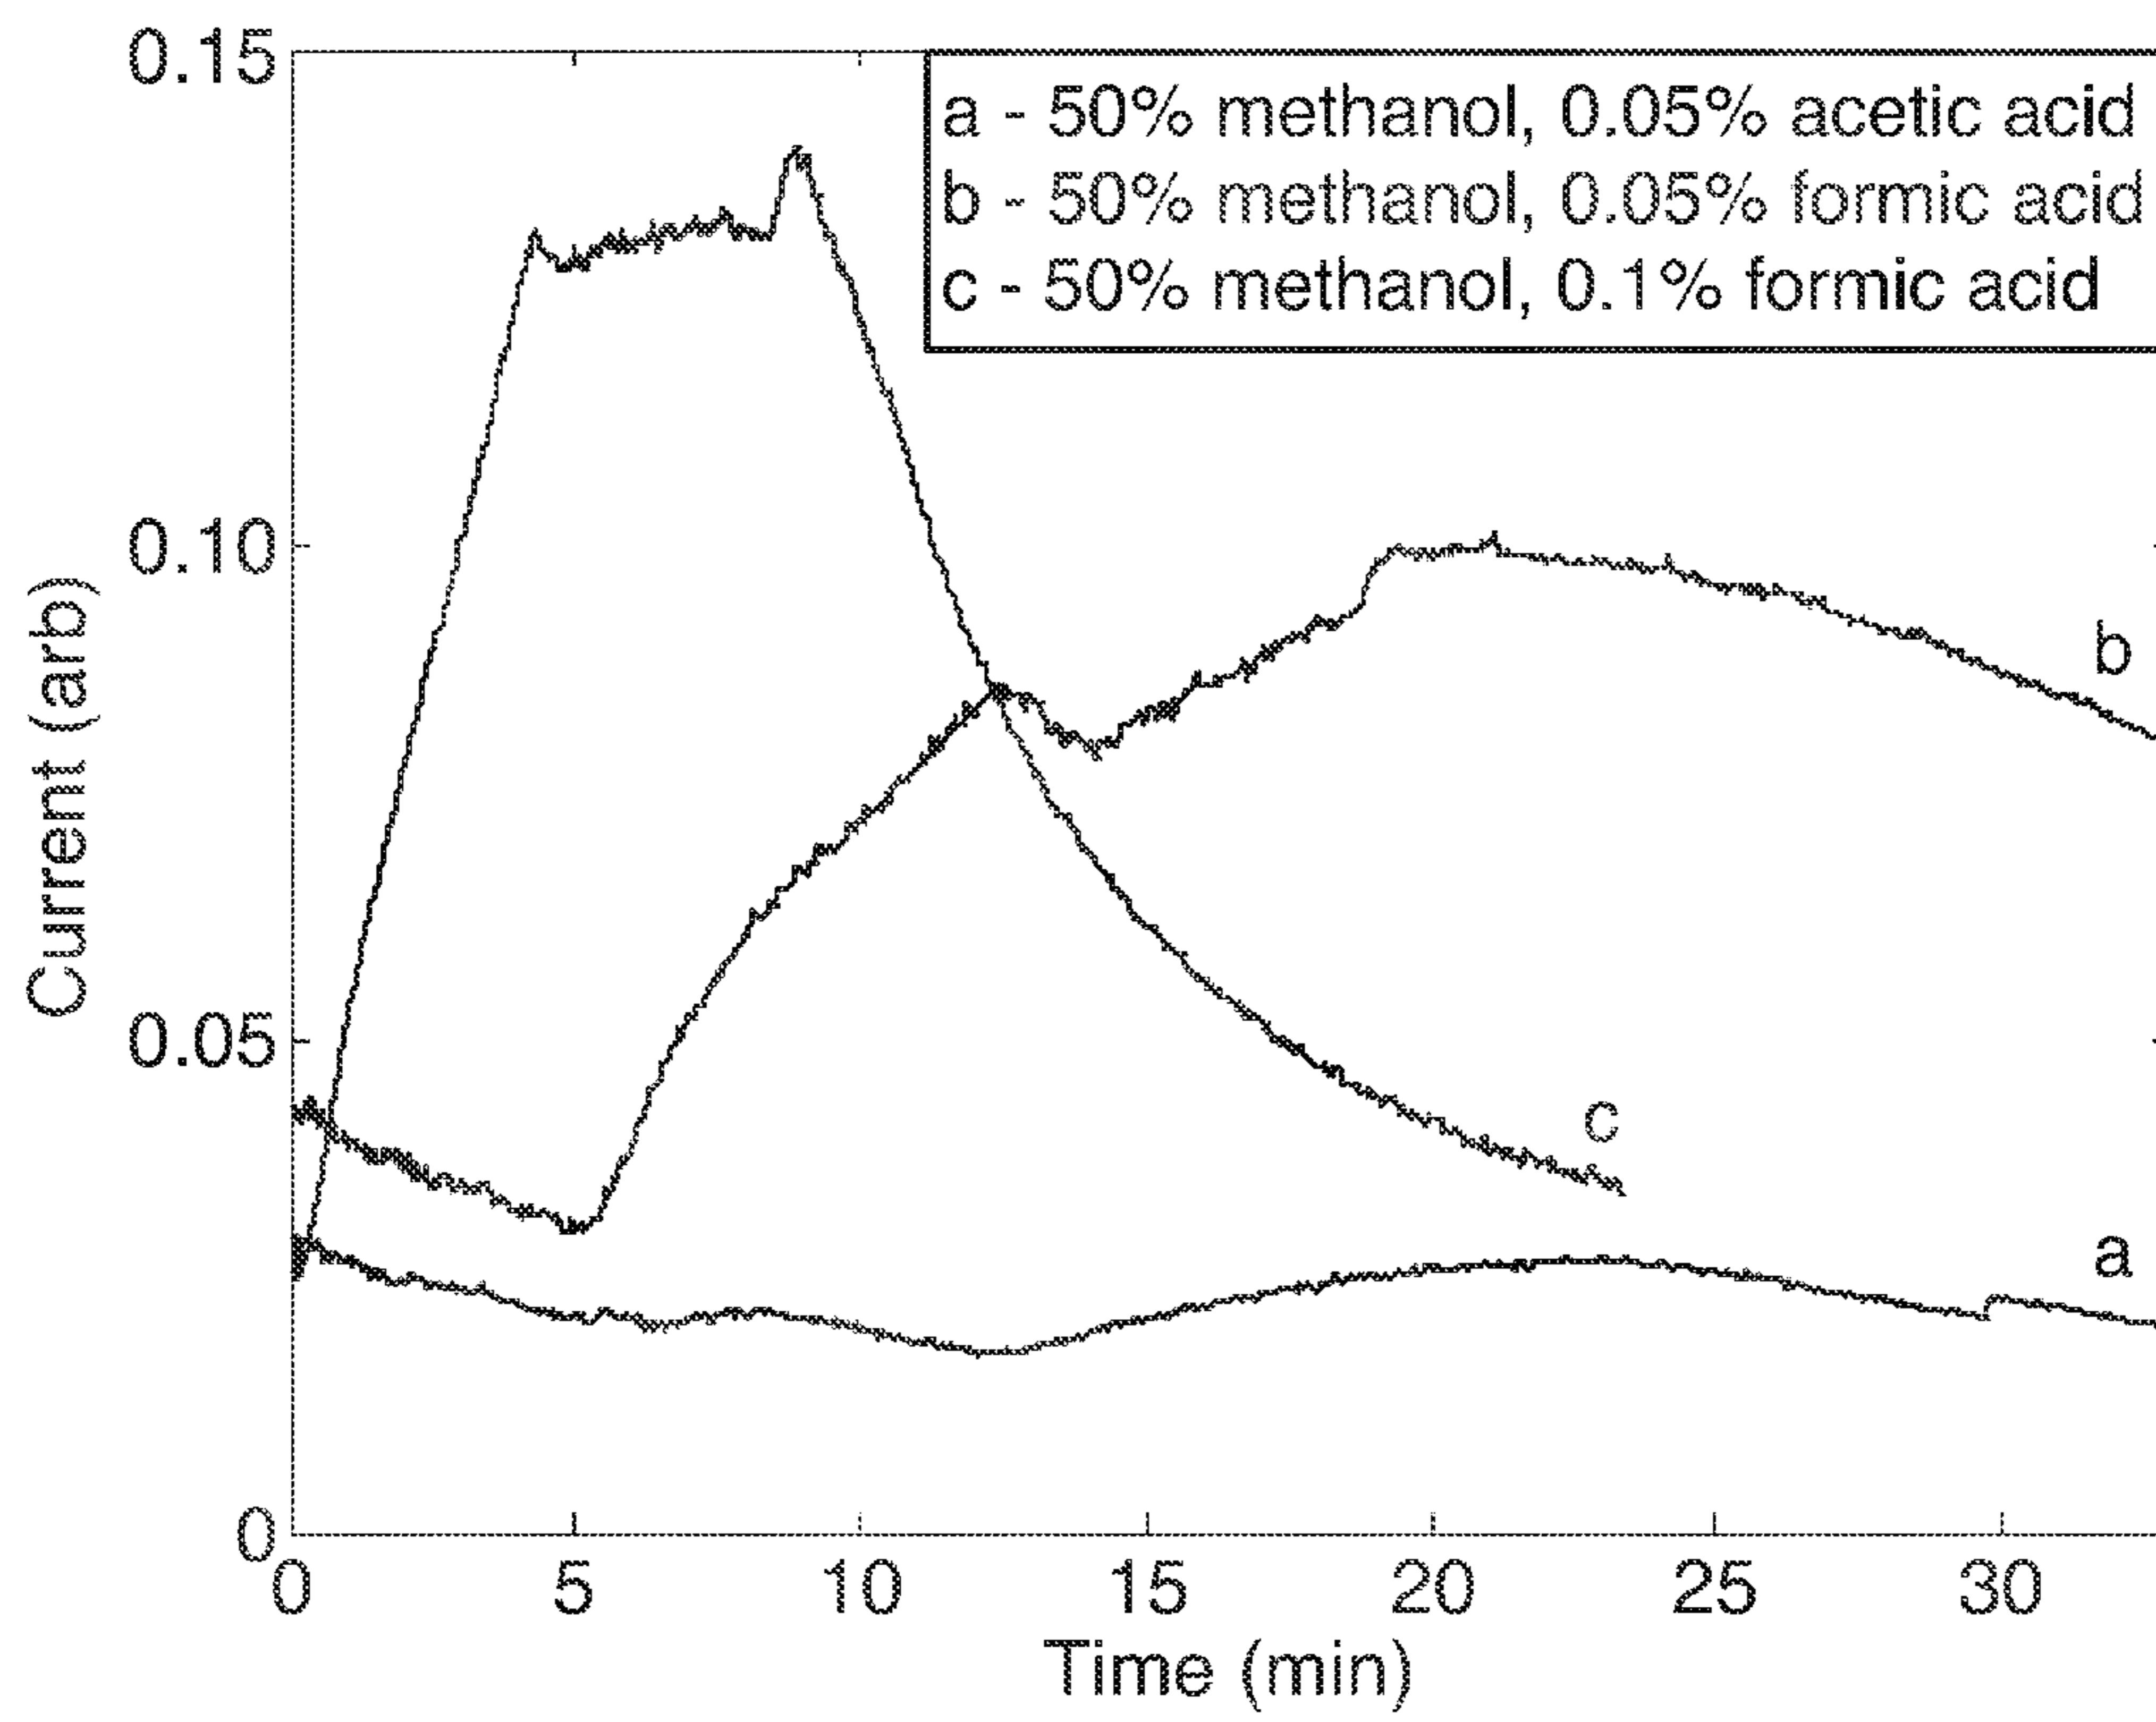 0.15
a - 50% methanol, 0.05% acetic acid
b - 50% methanol, 0.05% formic acid
c - 50% methanol, 0.1% formic acid
0.10
b
Current (arb)
0.05
c
a
0
0 5 10 15 20 25 30
Time (min)